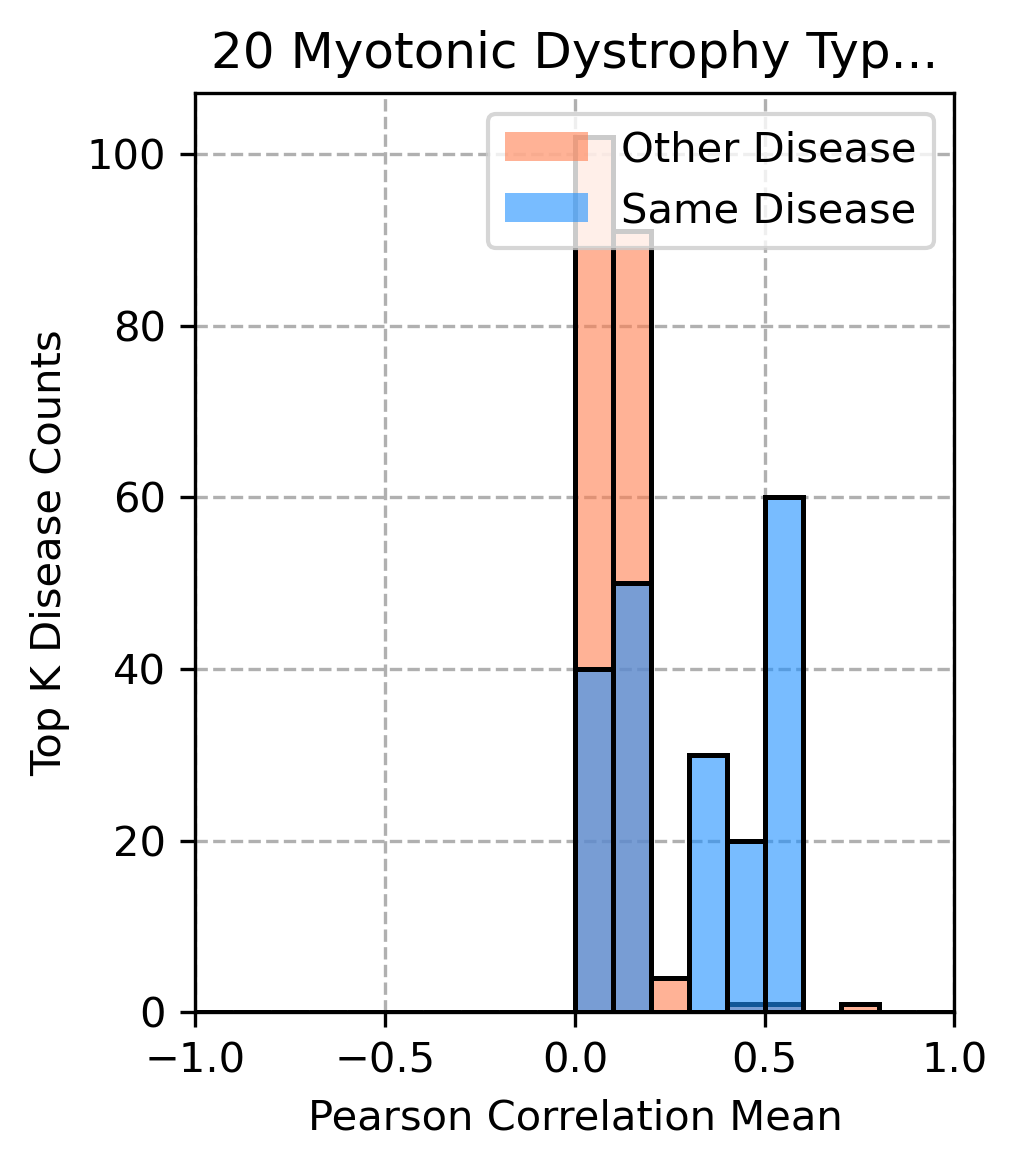 20 Myotonic Dystrophy Typ...
Other Disease
Same Disease
Top K Disease Counts
100
80
60
40
20
0
−1.0 −0.5 0.0 0.5 1.0
Pearson Correlation Mean